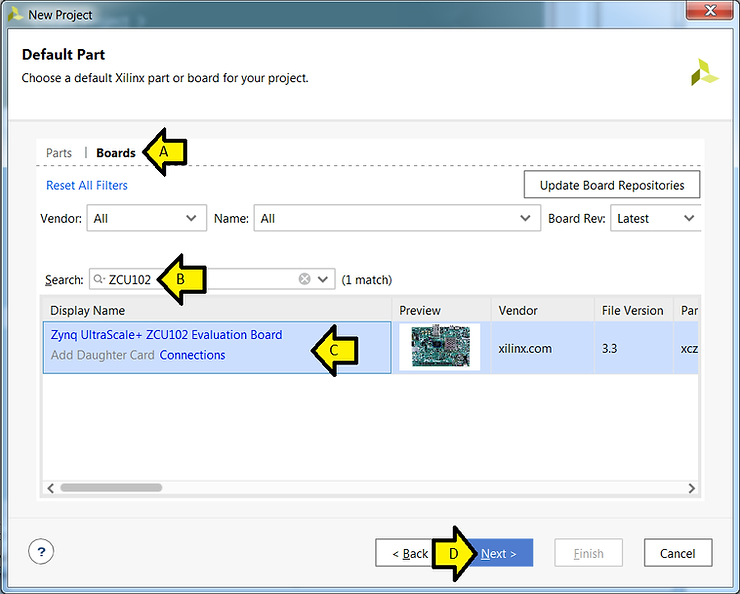 New Project
Default Part
Choose a default Xilinx part or board for your project.
Parts | Boards A
Reset All Filters
Update Board Repositories
Vendor: All Name: All Board Rev: Latest
Search: ZCU102 B (1 match)
Display Name Preview Vendor File Version Par
Zynq UltraScale+ ZCU102 Evaluation Board
Add Daughter Card Connections C xilinx.com 3.3 xcz
? < Back D Next > Finish Cancel